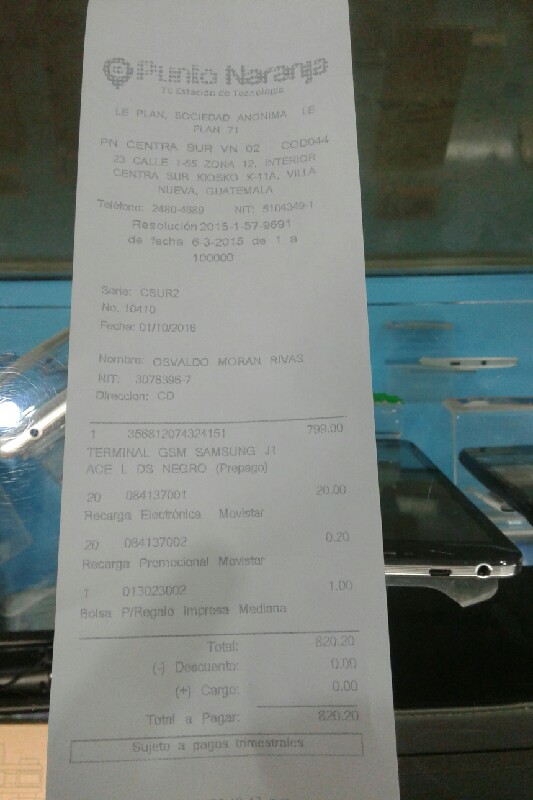 Punto Naranja
Tu Estación de Tecnología
LE PLAN, SOCIEDAD ANONIMA LE
PLAN 71
PN CENTRA SUR VN 02 COD044
23 CALLE 1-55 ZONA 12, INTERIOR
CENTRA SUR KIOSKO K-11A, VILLA
NUEVA, GUATEMALA
Teléfono: 2480-4689 NIT: 5104349-1
Resolución 2015-1-57-9691
de fecha 6-3-2015 de 1 a
100000
Serie: CSUR2
No. 10410
Fecha: 01/10/2016
Nombre: OSVALDO MORAN RIVAS
NIT: 3078396-7
Direccion: CD
1 356812074324151 799.00
TERMINAL GSM SAMSUNG J1
ACE L DS NEGRO (Prepago)
20 084137001 20.00
Recarga Electrónica Movistar
20 084137002 0.20
Recarga Promocional Movistar
1 013023002 1.00
Bolsa P/Regalo Impresa Mediana
Total: 820.20
(-) Descuento: 0.00
(+) Cargo: 0.00
Total a Pagar: 820.20
Sujeto a pagos trimestrales